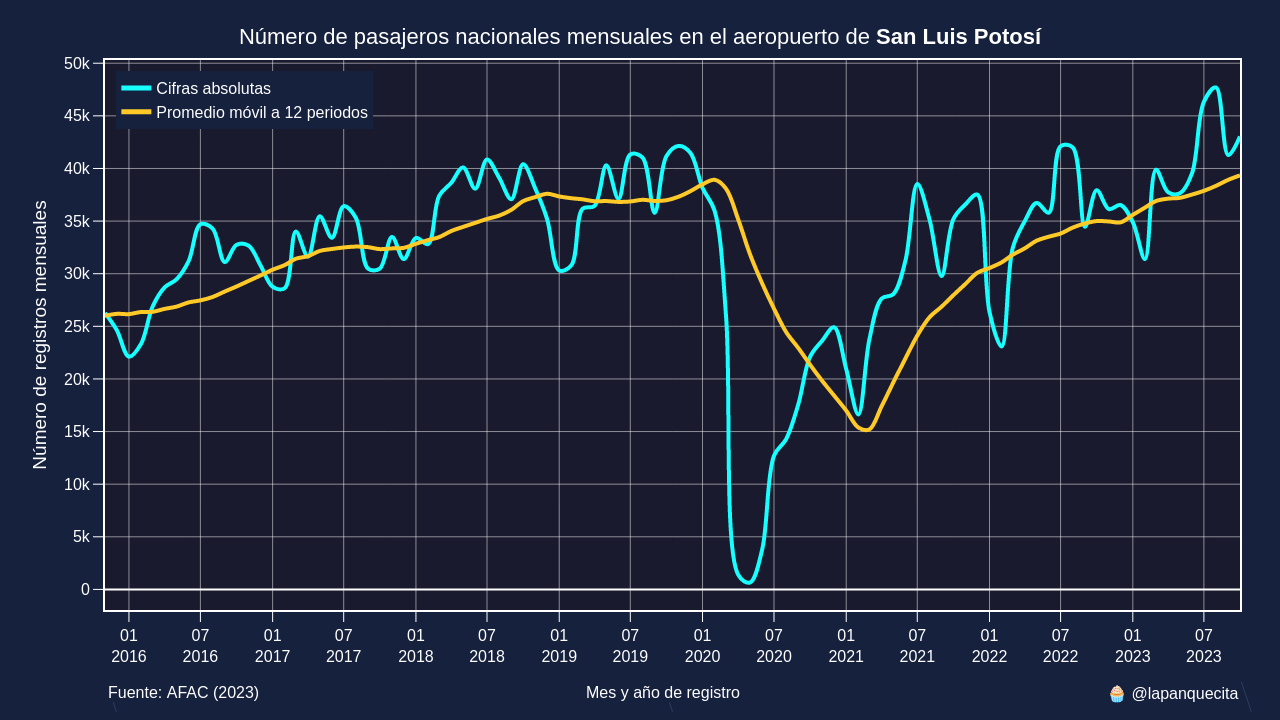 Número de pasajeros nacionales mensuales en el aeropuerto de San Luis Potosí
Cifras absolutas
Promedio móvil a 12 periodos
Número de registros mensuales
50k
45k
40k
35k
30k
25k
20k
15k
10k
5k
0
01 07 01 07 01 07 01 07 01 07 01 07 01 07 01 07
2016 2016 2017 2017 2018 2018 2019 2019 2020 2020 2021 2021 2022 2022 2023 2023
Fuente: AFAC (2023)
Mes y año de registro
🧁 @lapanquecita